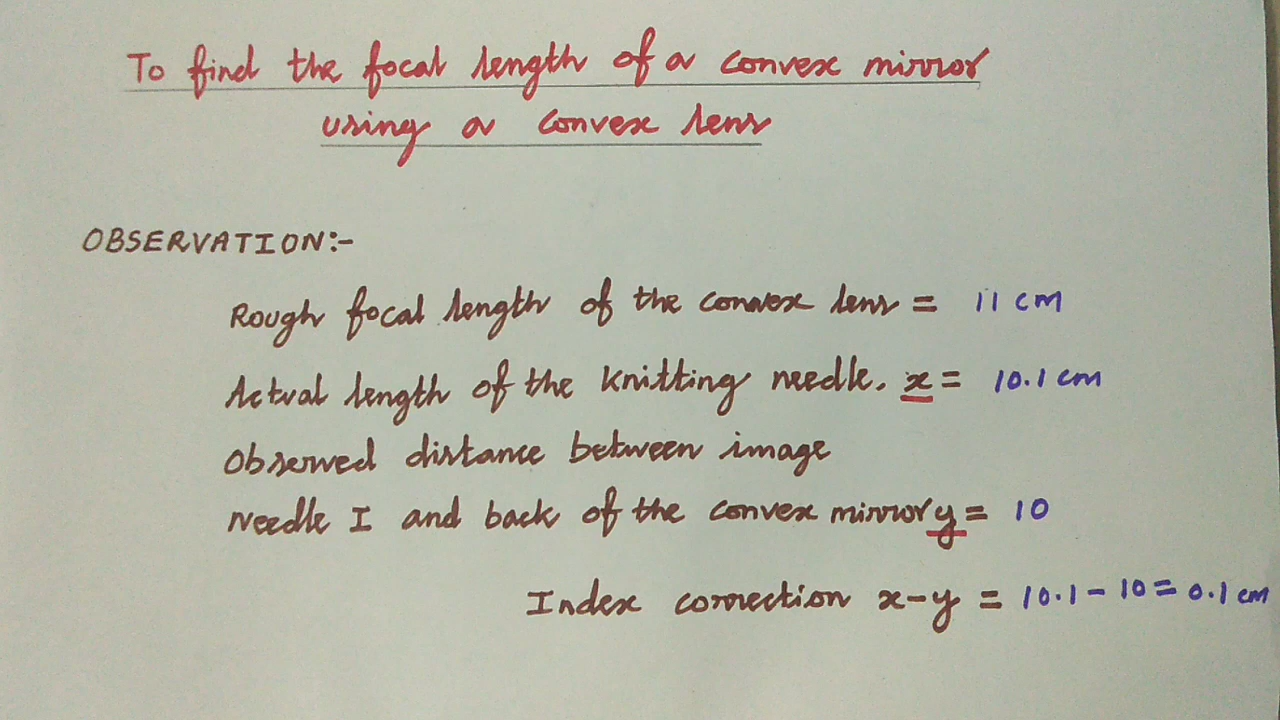 To find the focal length of a convex mirror
using a convex lens
OBSERVATION:-
Rough focal length of the convex lens = 11 cm
Actual length of the knitting needle. x = 10.1 cm
Observed distance between image
Needle I and back of the convex mirror y = 10
Index correction x-y = 10.1 - 10 = 0.1 cm